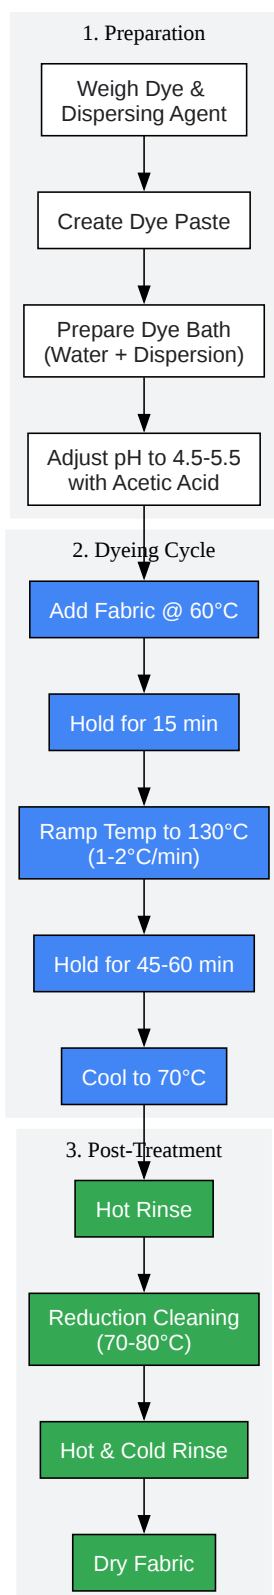 1. Preparation
Weigh Dye &
Dispersing Agent
Create Dye Paste
Prepare Dye Bath
(Water + Dispersion)
Adjust pH to 4.5-5.5
with Acetic Acid
2. Dyeing Cycle
Add Fabric @ 60°C
Hold for 15 min
Ramp Temp to 130°C
(1-2°C/min)
Hold for 45-60 min
Cool to 70°C
3. Post-Treatment
Hot Rinse
Reduction Cleaning
(70-80°C)
Hot & Cold Rinse
Dry Fabric